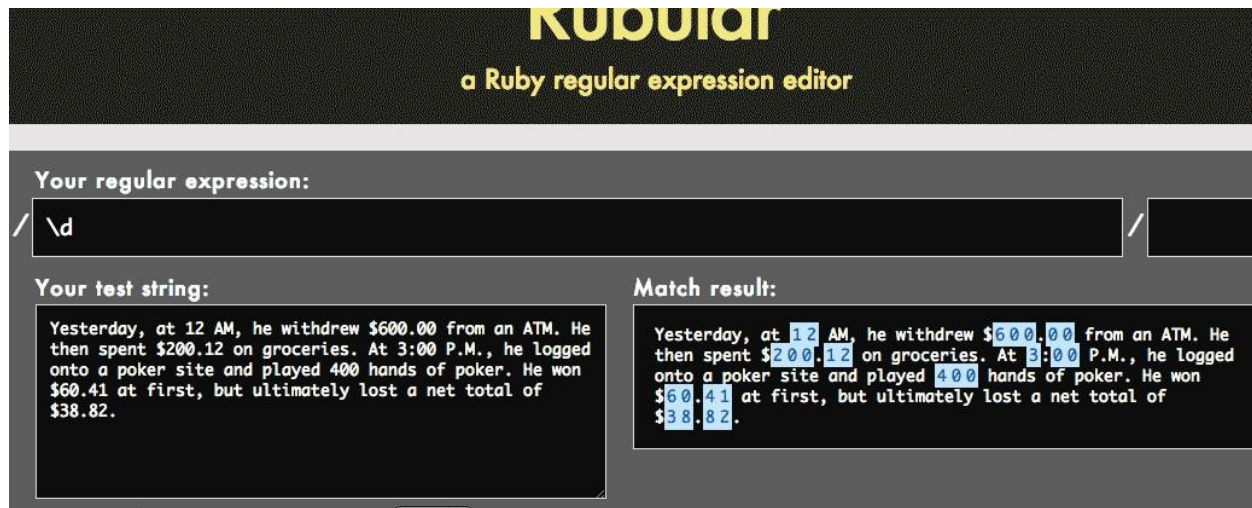 Rubular
a Ruby regular expression editor
Your regular expression:
/ \d /
Your test string:
Yesterday, at 12 AM, he withdrew $600.00 from an ATM. He
then spent $200.12 on groceries. At 3:00 P.M., he logged
onto a poker site and played 400 hands of poker. He won
$60.41 at first, but ultimately lost a net total of
$38.82.
Match result:
Yesterday, at 12 AM, he withdrew $600.00 from an ATM. He
then spent $200.12 on groceries. At 3:00 P.M., he logged
onto a poker site and played 400 hands of poker. He won
$60.41 at first, but ultimately lost a net total of
$38.82.